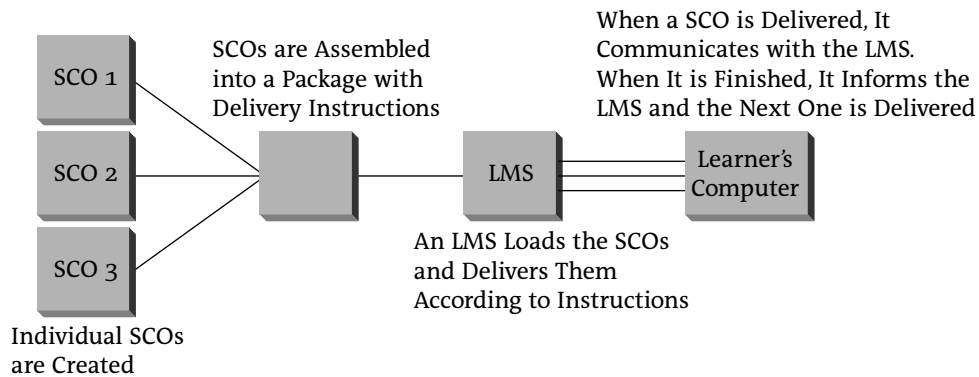 When a SCO is Delivered, It
Communicates with the LMS.
When It is Finished, It Informs the
LMS and the Next One is Delivered
SCOs are Assembled
into a Package with
Delivery Instructions
SCO 1
SCO 2
SCO 3
LMS
Learner's
Computer
An LMS Loads the SCOs
and Delivers Them
According to Instructions
Individual SCOs
are Created